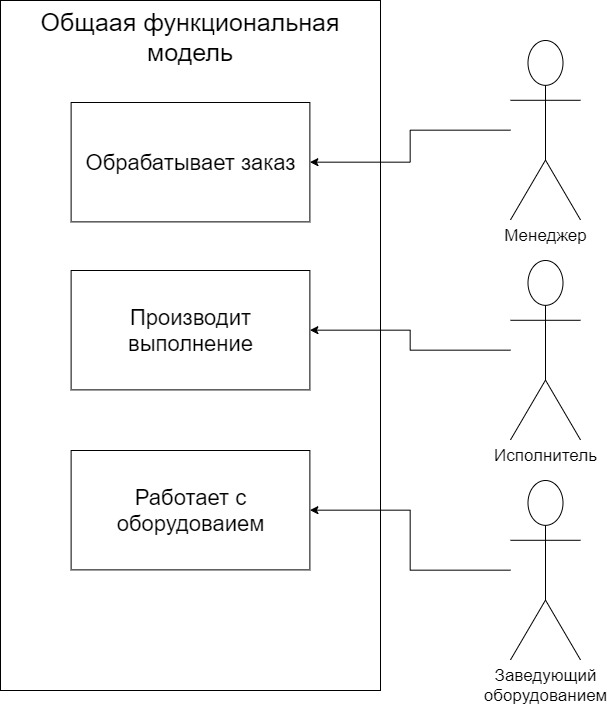 Общаая функциональная
модель
Обрабатывает заказ
Менеджер
Производит
выполнение
Исполнитель
Работает с
оборудоваием
Заведующий
оборудованием